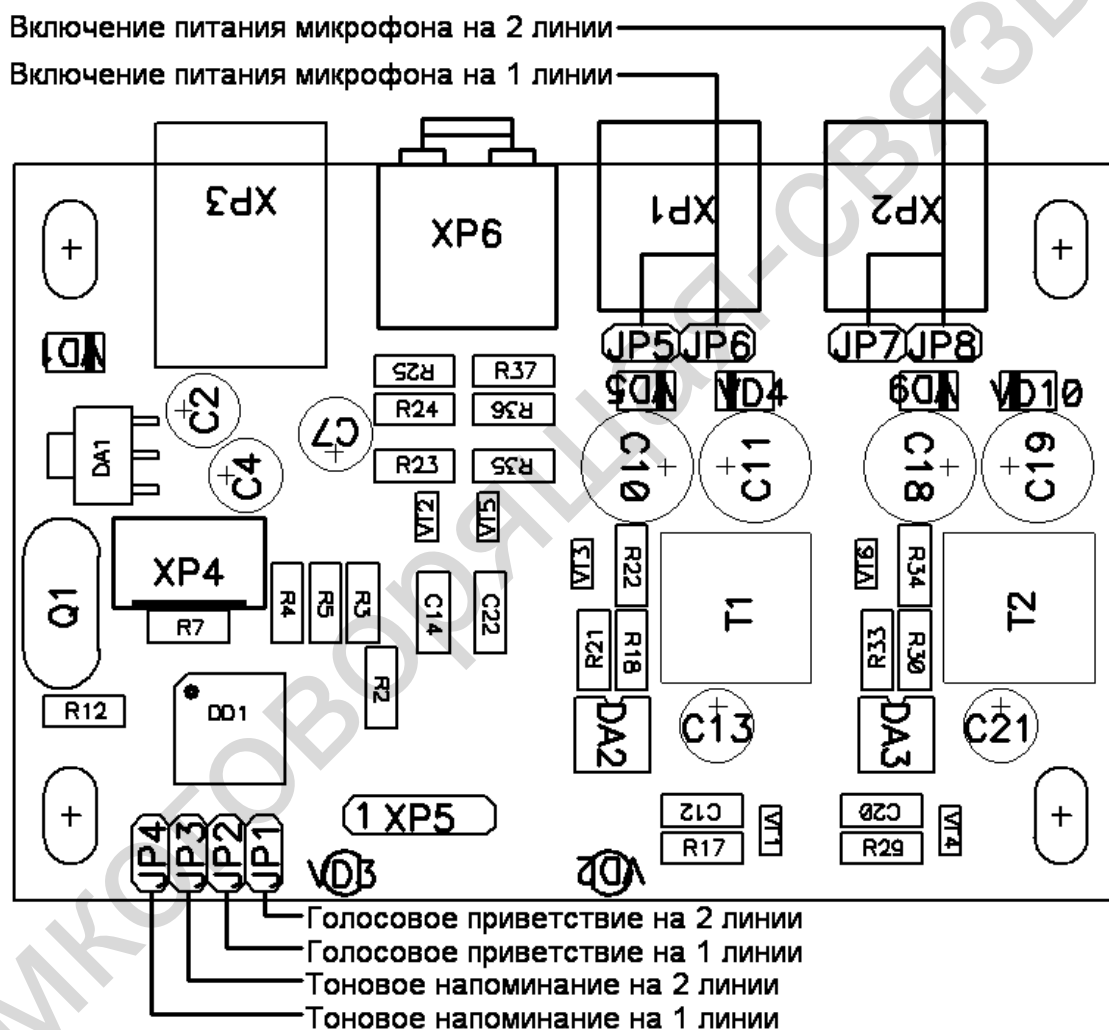 Включение питания микрофона на 2 линии
Включение питания микрофона на 1 линии
XP3
XP6
XP1
XP2
JP5 JP6
JP7 JP8
VD1
VD5
VD4
VD9
VD10
R25
R37
R24
R36
R23
R35
C2
C7
C4
DA1
C10
C11
C18
C19
VT2
VT5
VT3
VT9
XP4
Q1
R7
R4
R5
R3
C14
C22
R22
R34
T1
T2
R21
R18
R33
R30
R2
R12
DD1
DA2
C13
DA3
C21
1 XP5
C12
R17
VT1
C20
R29
VT4
JP4
JP3
JP2
JP1
VD3
VD2
Голосовое приветствие на 2 линии
Голосовое приветствие на 1 линии
Тоновое напоминание на 2 линии
Тоновое напоминание на 1 линии